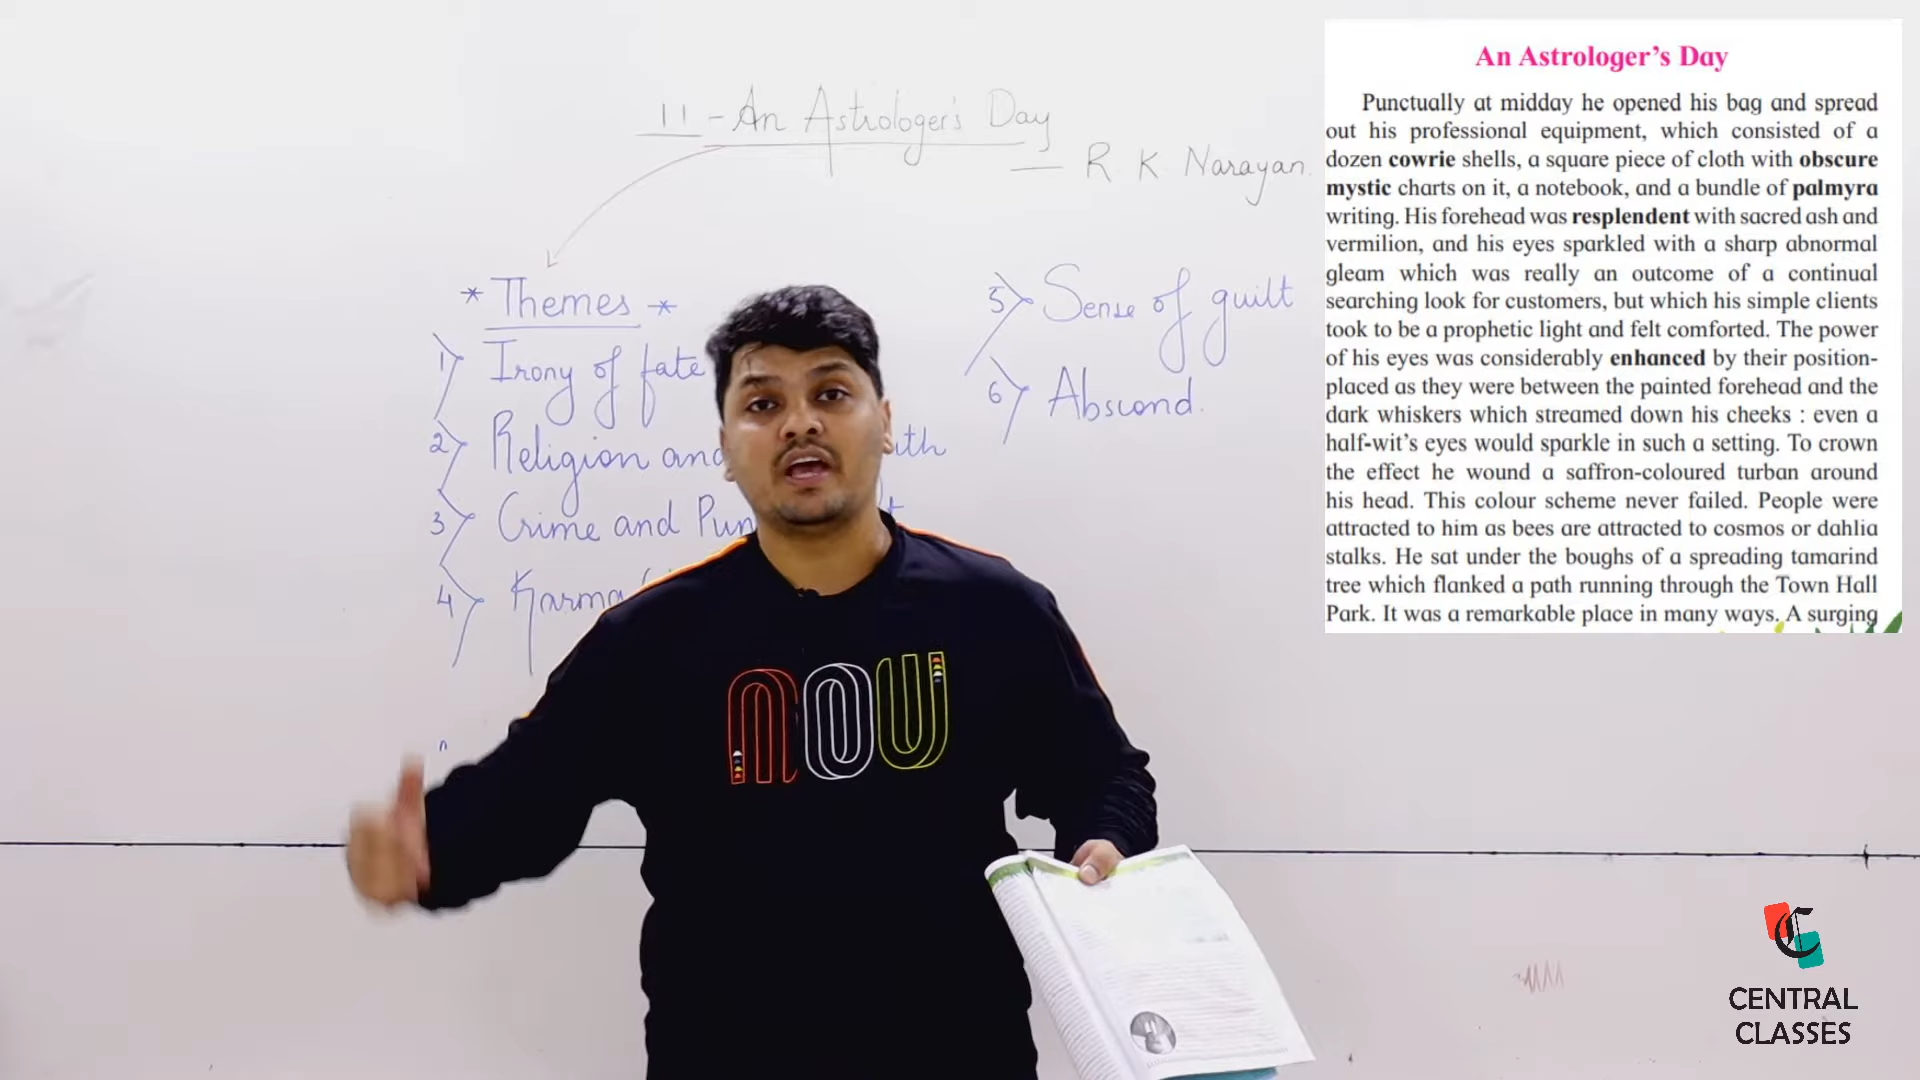 11 - An Astrologer's Day
— R. K Narayan.
* Themes *
1) Irony of fate
2) Religion and
3) Crime and
4) Karma
5) Sense of guilt
6) Abscond.
nou
An Astrologer's Day
Punctually at midday he opened his bag and spread
out his professional equipment, which consisted of a
dozen cowrie shells, a square piece of cloth with obscure
mystic charts on it, a notebook, and a bundle of palmyra
writing. His forehead was resplendent with sacred ash and
vermilion, and his eyes sparkled with a sharp abnormal
gleam which was really an outcome of a continual
searching look for customers, but which his simple clients
took to be a prophetic light and felt comforted. The power
of his eyes was considerably enhanced by their position-
placed as they were between the painted forehead and the
dark whiskers which streamed down his cheeks : even a
half-wit's eyes would sparkle in such a setting. To crown
the effect he wound a saffron-coloured turban around
his head. This colour scheme never failed. People were
attracted to him as bees are attracted to cosmos or dahlia
stalks. He sat under the boughs of a spreading tamarind
tree which flanked a path running through the Town Hall
Park. It was a remarkable place in many ways. A surging
CENTRAL
CLASSES